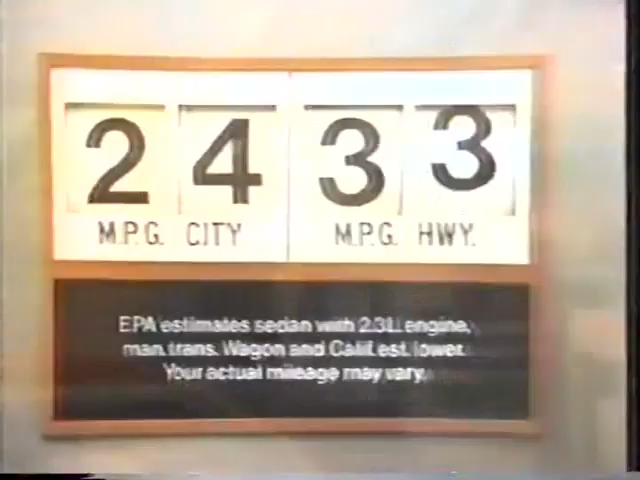 24 33
M.P.G. CITY M.P.G. HWY.
EPA estimates sedan with 2.3L engine,
man. trans. Wagon and Calif. est. lower.
Your actual mileage may vary.